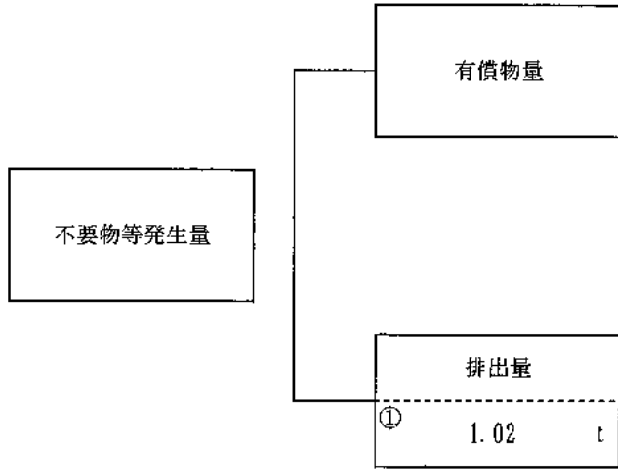 有償物量
不要物等発生量
排出量
①
1.02 t